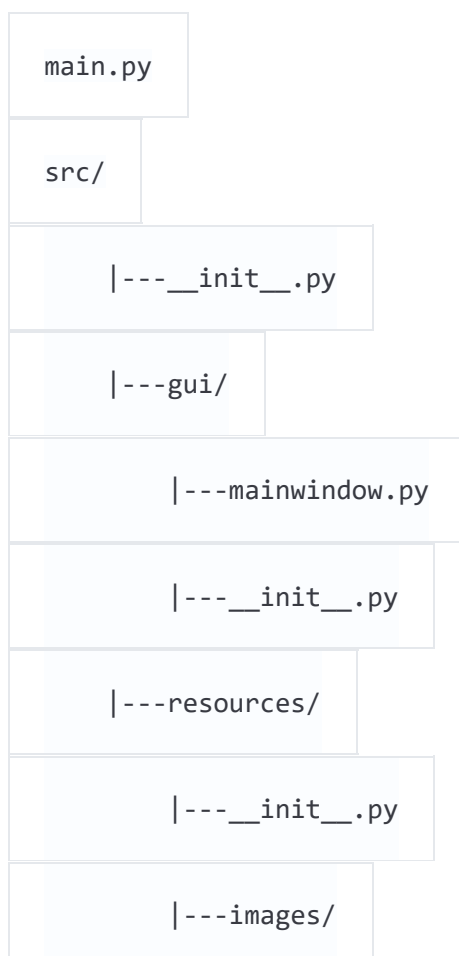 main.py
src/
|---__init__.py
|---gui/
|---mainwindow.py
|---__init__.py
|---resources/
|---__init__.py
|---images/